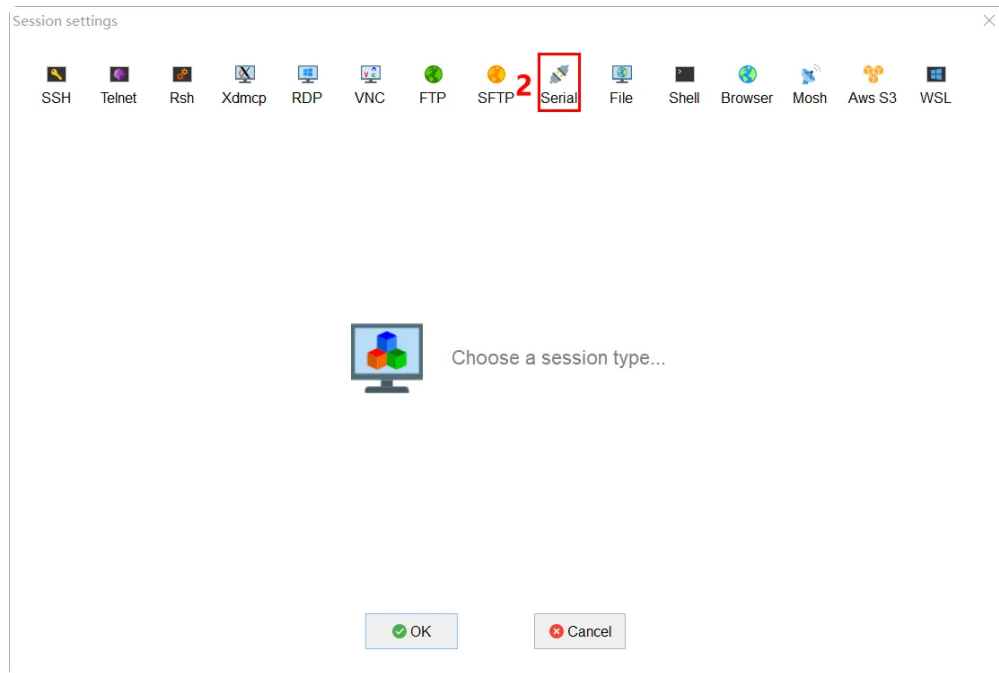 Session settings
SSH Telnet Rsh Xdmcp RDP VNC FTP SFTP 2 Serial File Shell Browser Mosh Aws S3 WSL
Choose a session type...
OK Cancel